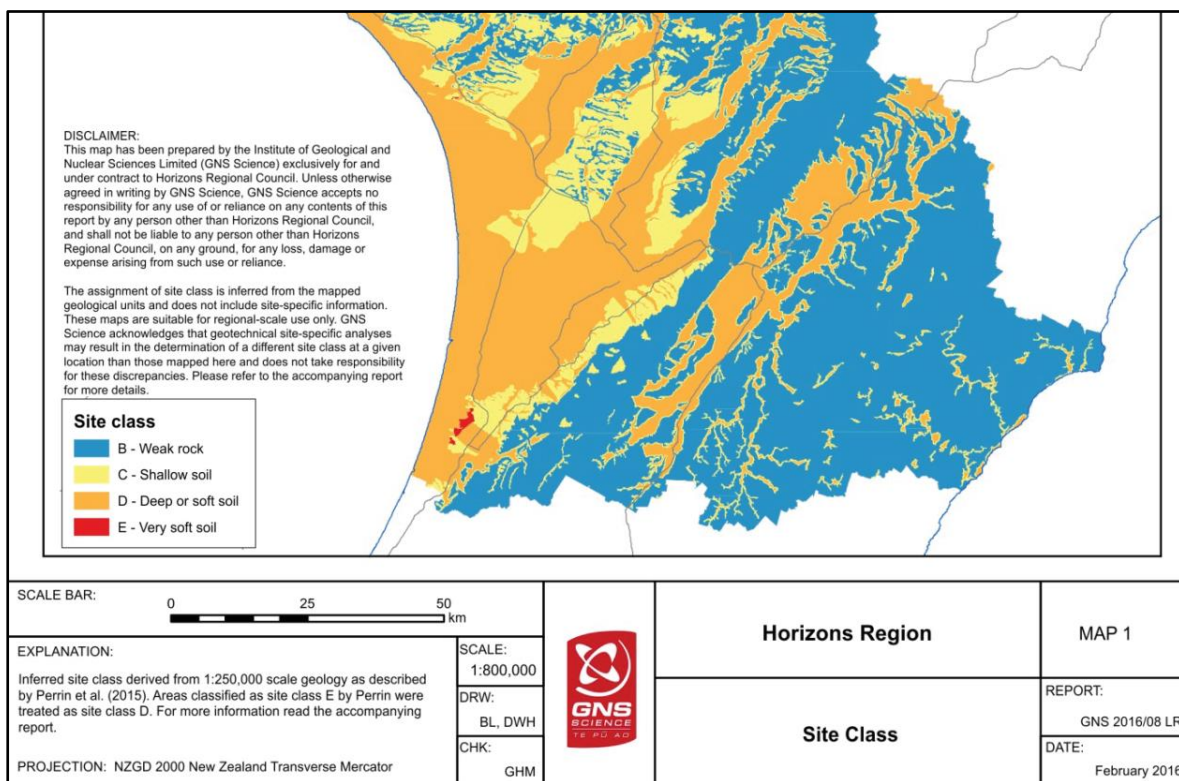 DISCLAIMER:
This map has been prepared by the Institute of Geological and
Nuclear Sciences Limited (GNS Science) exclusively for and
under contract to Horizons Regional Council. Unless otherwise
agreed in writing by GNS Science, GNS Science accepts no
responsibility for any use of or reliance on any contents of this
report by any person other than Horizons Regional Council,
and shall not be liable to any person other than Horizons
Regional Council, on any ground, for any loss, damage or
expense arising from such use or reliance.
The assignment of site class is inferred from the mapped
geological units and does not include site-specific information.
These maps are suitable for regional-scale use only. GNS
Science acknowledges that geotechnical site-specific analyses
may result in the determination of a different site class at a given
location than those mapped here and does not take responsibility
for these discrepancies. Please refer to the accompanying report
for more details.
Site class
B - Weak rock
C - Shallow soil
D - Deep or soft soil
E - Very soft soil
SCALE BAR:
0 25 50
km
EXPLANATION:
Inferred site class derived from 1:250,000 scale geology as described
by Perrin et al. (2015). Areas classified as site class E by Perrin were
treated as site class D. For more information read the accompanying
report.
PROJECTION: NZGD 2000 New Zealand Transverse Mercator
SCALE:
1:800,000
DRW:
BL, DWH
CHK:
GHM
GNS
SCIENCE
TE PŪ AO
Horizons Region
Site Class
MAP 1
REPORT:
GNS 2016/08 LR
DATE:
February 2016